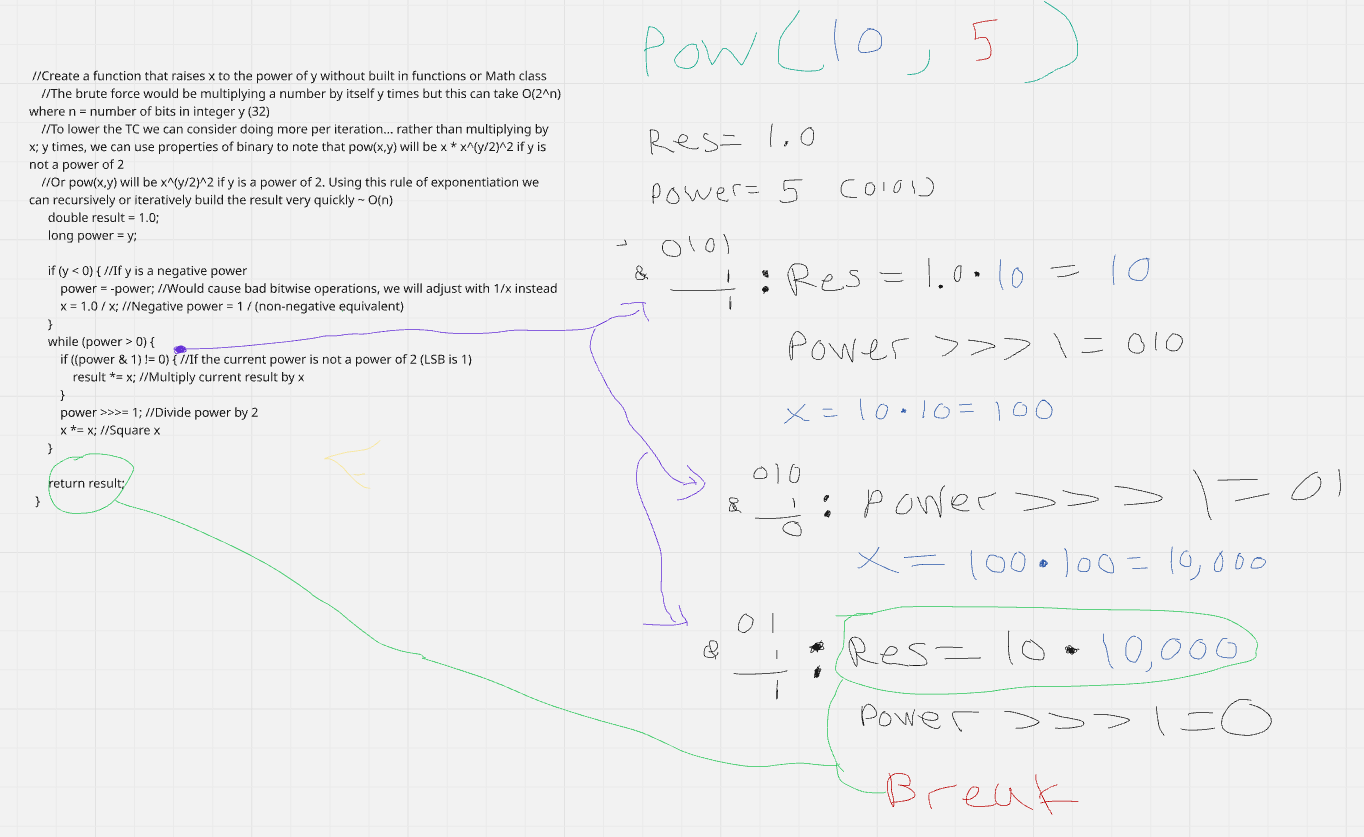 Pow(10, 5)
//Create a function that raises x to the power of y without built in functions or Math class
//The brute force would be multiplying a number by itself y times but this can take O(2^n)
where n = number of bits in integer y (32)
//To lower the TC we can consider doing more per iteration... rather than multiplying by
x; y times, we can use properties of binary to note that pow(x,y) will be x * x^(y/2)^2 if y is
not a power of 2
//Or pow(x,y) will be x^(y/2)^2 if y is a power of 2. Using this rule of exponentiation we
can recursively or iteratively build the result very quickly ~ O(n)
double result = 1.0;
long power = y;
if (y < 0) { //If y is a negative power
power = -power; //Would cause bad bitwise operations, we will adjust with 1/x instead
x = 1.0 / x; //Negative power = 1 / (non-negative equivalent)
}
while (power > 0) {
if ((power & 1) != 0) { //If the current power is not a power of 2 (LSB is 1)
result *= x; //Multiply current result by x
}
power >>>= 1; //Divide power by 2
x *= x; //Square x
}
return result;
}
Res = 1.0
Power = 5 (0101)
0101
& 1 : Res = 1.0 · 10 = 10
1
Power >>> 1 = 010
x = 10 · 10 = 100
010
& 1 : Power >>> 1 = 01
0
x = 100 · 100 = 10,000
01
& 1 : Res = 10 · 10,000
1
Power >>> 1 = 0
Break